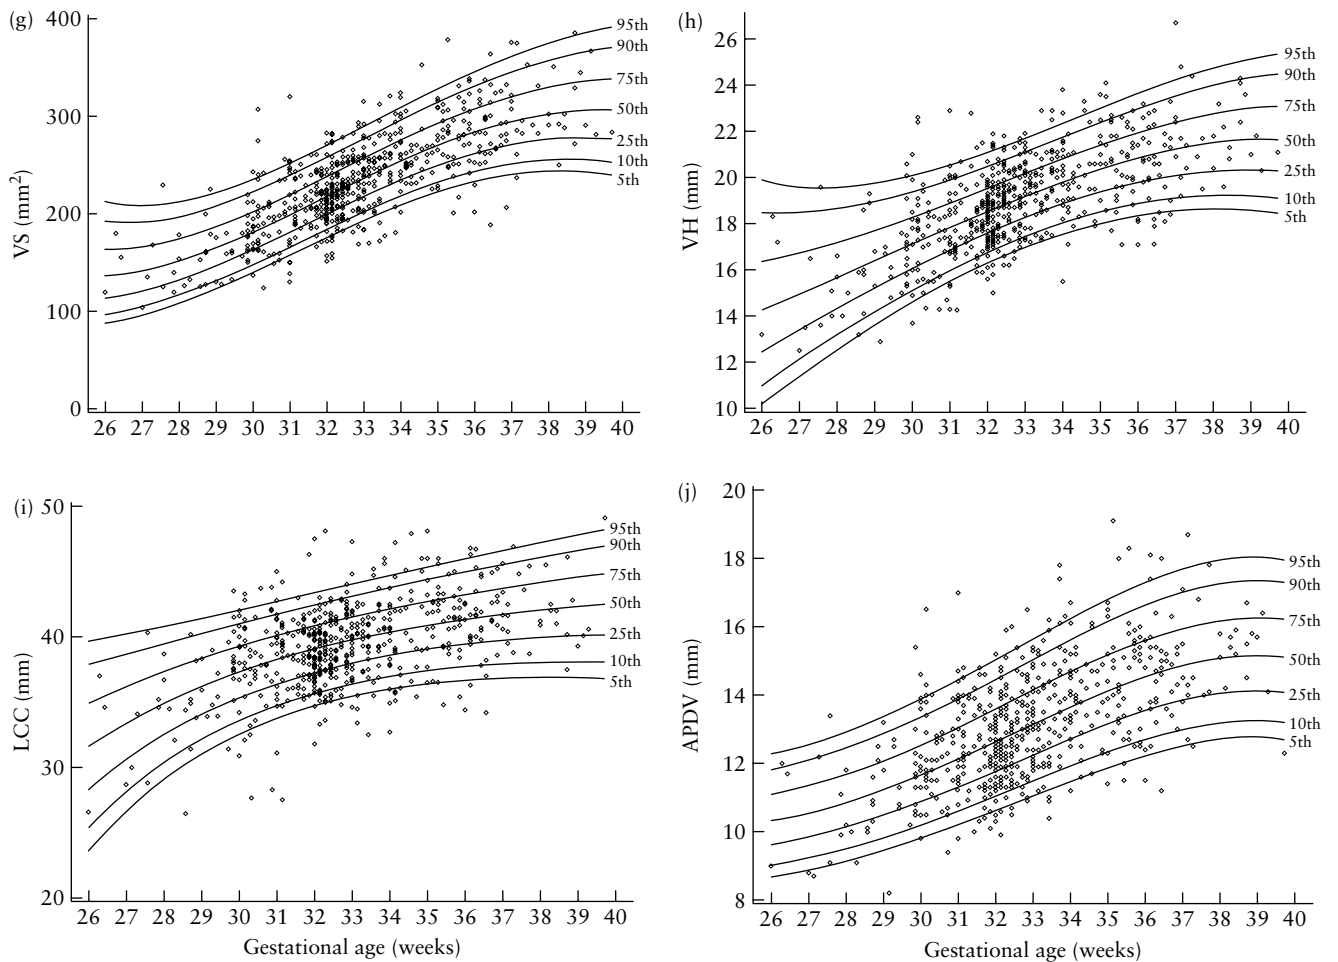 (g)
400
300
200
100
0
VS (mm²)
95th
90th
75th
50th
25th
10th
5th
26 27 28 29 30 31 32 33 34 35 36 37 38 39 40
(h)
26
24
22
20
18
16
14
12
10
VH (mm)
95th
90th
75th
50th
25th
10th
5th
26 27 28 29 30 31 32 33 34 35 36 37 38 39 40
(i)
50
40
30
20
LCC (mm)
95th
90th
75th
50th
25th
10th
5th
26 27 28 29 30 31 32 33 34 35 36 37 38 39 40
Gestational age (weeks)
(j)
20
18
16
14
12
10
8
APDV (mm)
95th
90th
75th
50th
25th
10th
5th
26 27 28 29 30 31 32 33 34 35 36 37 38 39 40
Gestational age (weeks)